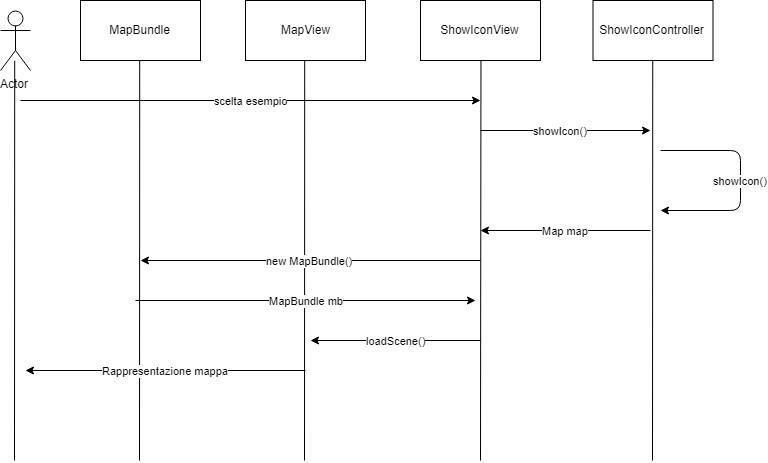 MapBundle
MapView
ShowIconView
ShowIconController
Actor
scelta esempio
showIcon()
showIcon()
Map map
new MapBundle()
MapBundle mb
loadScene()
Rappresentazione mappa